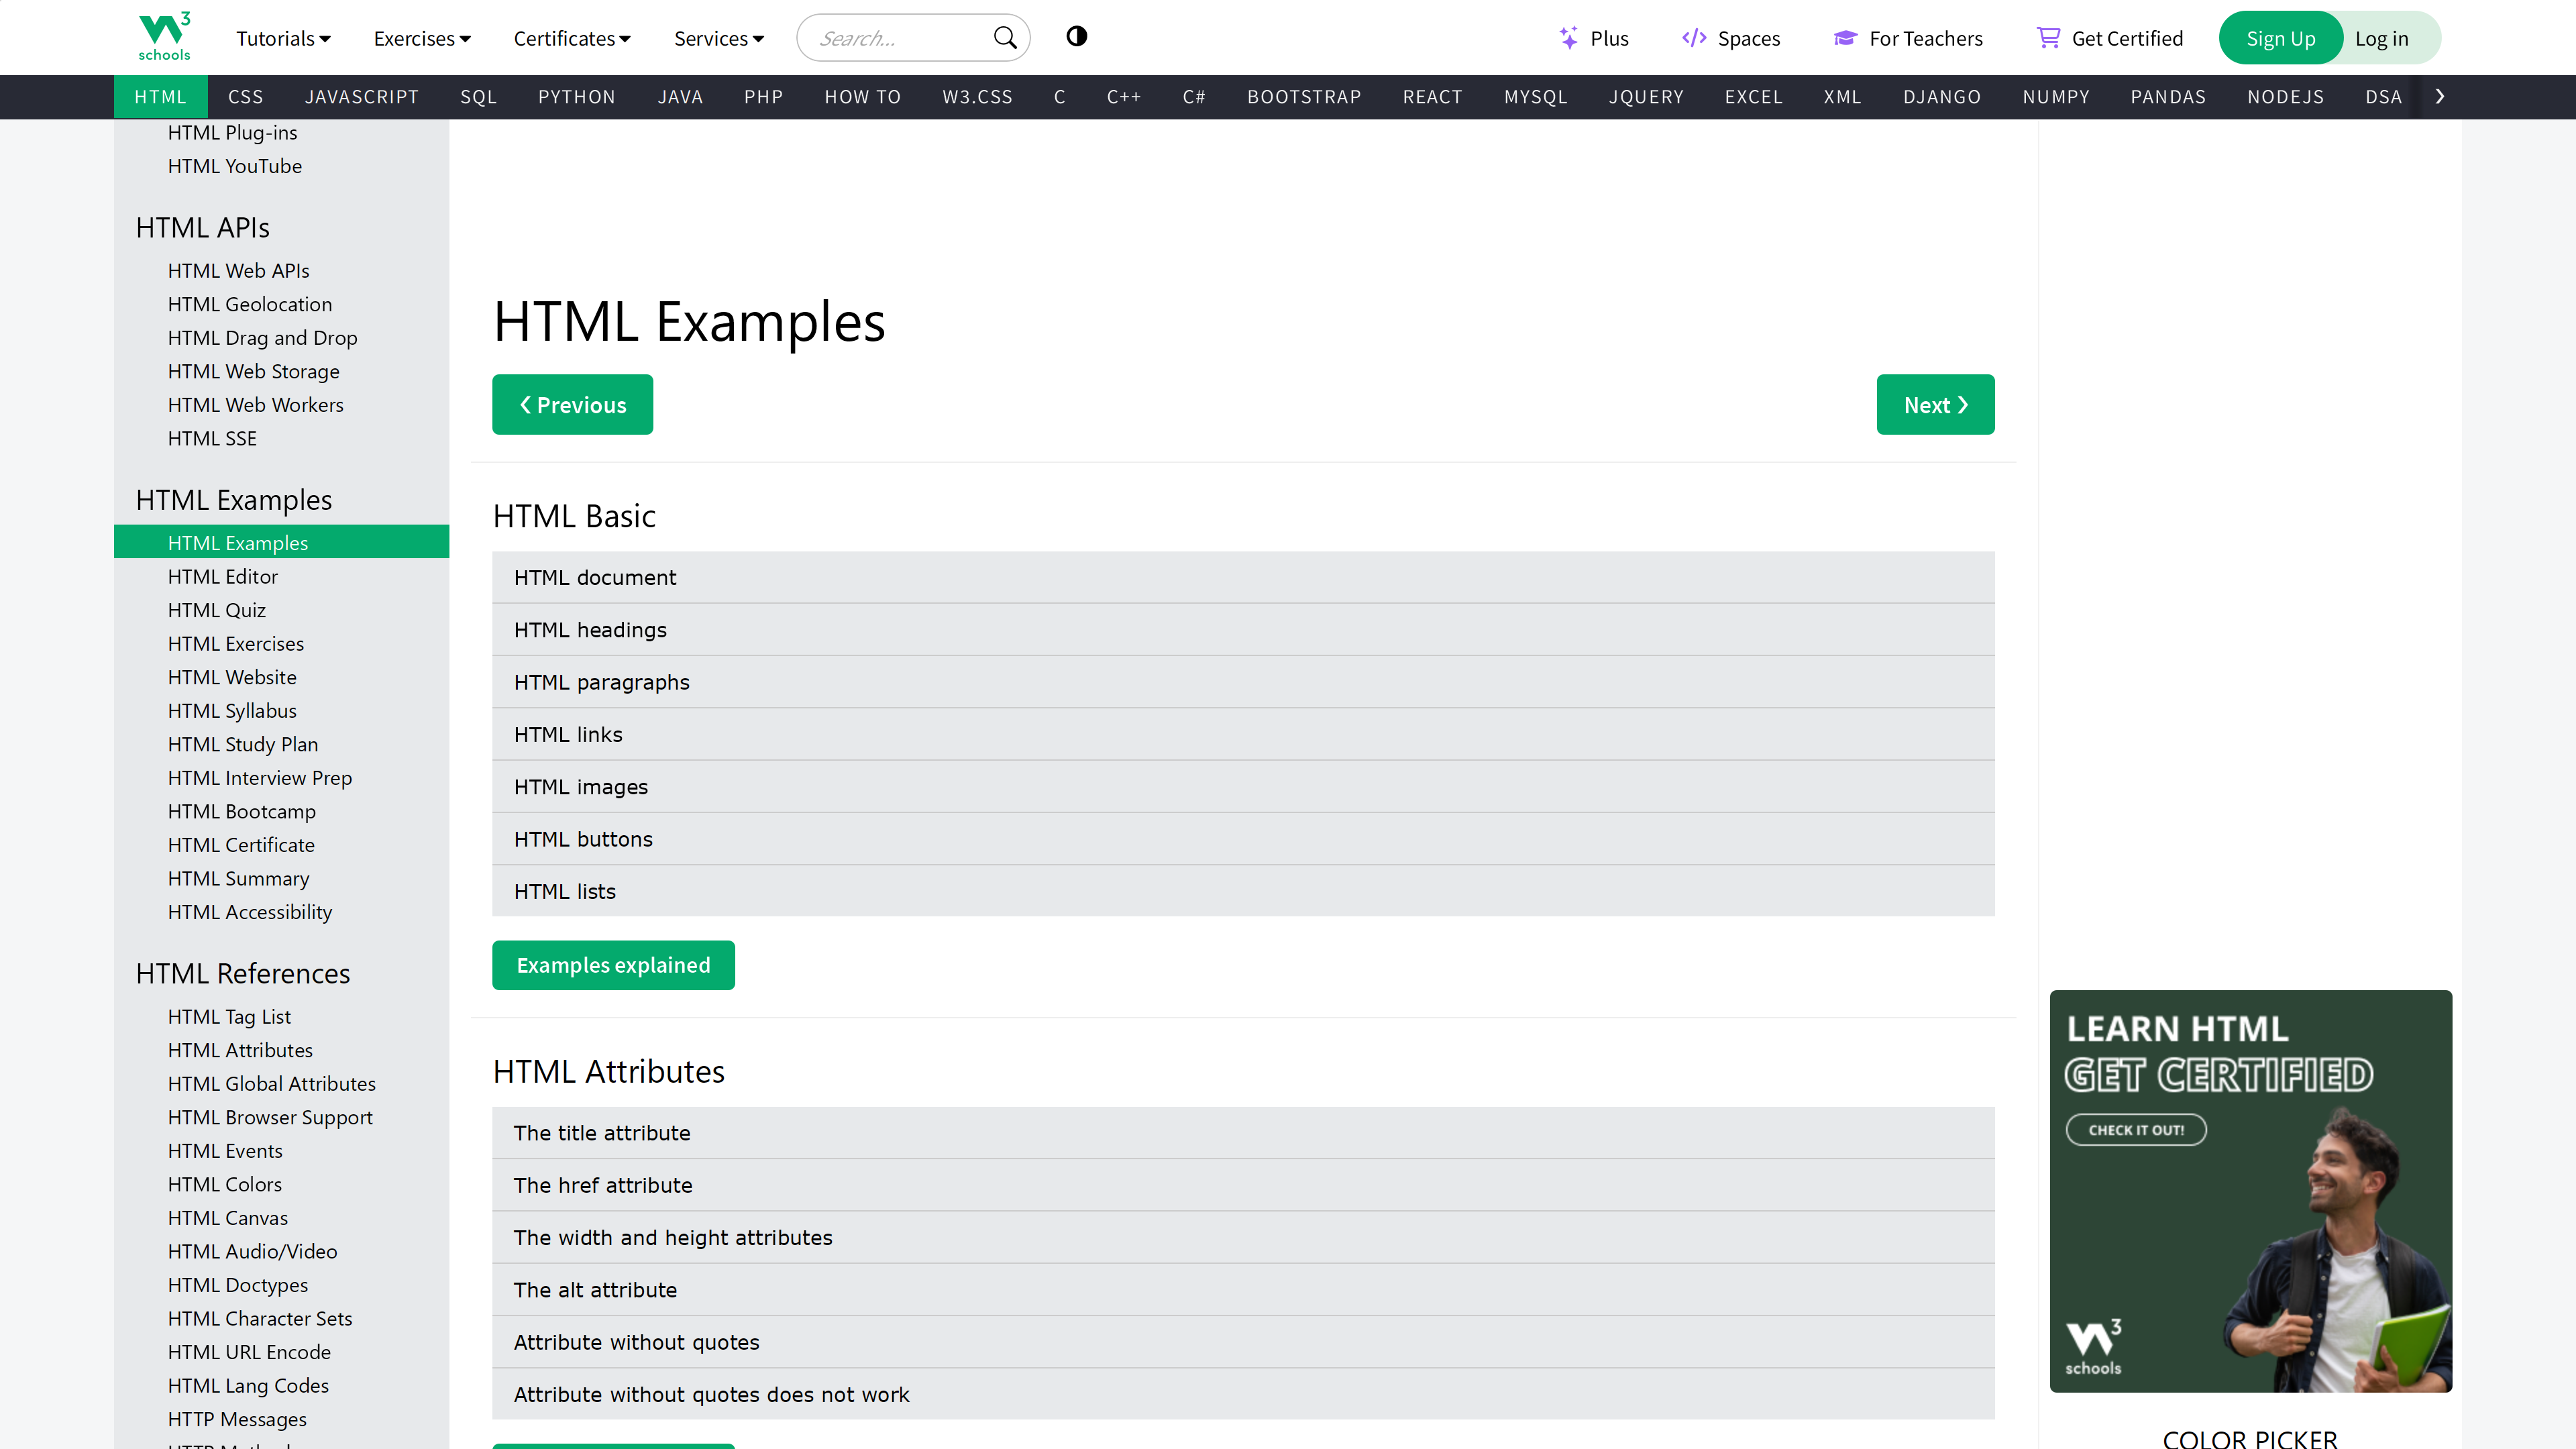 W3 schools
Tutorials Exercises Certificates Services Search... Plus Spaces For Teachers Get Certified Sign Up Log in
HTML CSS JAVASCRIPT SQL PYTHON JAVA PHP HOW TO W3.CSS C C++ C# BOOTSTRAP REACT MYSQL JQUERY EXCEL XML DJANGO NUMPY PANDAS NODEJS DSA
HTML Plug-ins
HTML YouTube
HTML APIs
HTML Web APIs
HTML Geolocation
HTML Drag and Drop
HTML Web Storage
HTML Web Workers
HTML SSE
HTML Examples
HTML Examples
HTML Editor
HTML Quiz
HTML Exercises
HTML Website
HTML Syllabus
HTML Study Plan
HTML Interview Prep
HTML Bootcamp
HTML Certificate
HTML Summary
HTML Accessibility
HTML References
HTML Tag List
HTML Attributes
HTML Global Attributes
HTML Browser Support
HTML Events
HTML Colors
HTML Canvas
HTML Audio/Video
HTML Doctypes
HTML Character Sets
HTML URL Encode
HTML Lang Codes
HTTP Messages
HTML Examples
❮ Previous
Next ❯
HTML Basic
HTML document
HTML headings
HTML paragraphs
HTML links
HTML images
HTML buttons
HTML lists
Examples explained
HTML Attributes
The title attribute
The href attribute
The width and height attributes
The alt attribute
Attribute without quotes
Attribute without quotes does not work
LEARN HTML
GET CERTIFIED
CHECK IT OUT!
W3 schools
COLOR PICKER